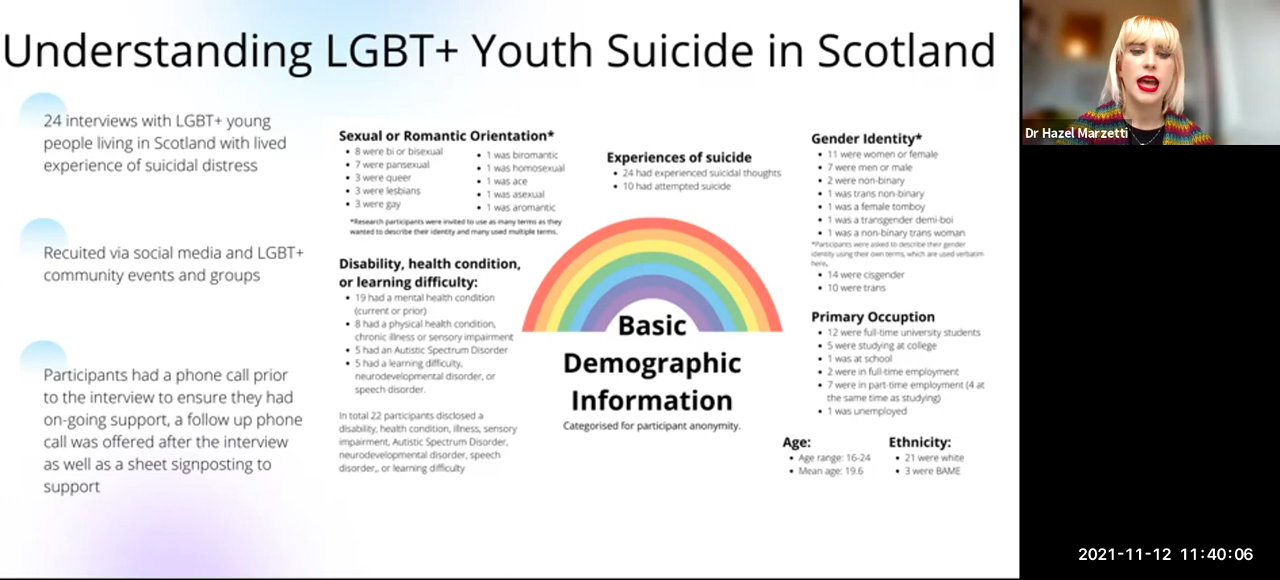 Understanding LGBT+ Youth Suicide in Scotland
24 interviews with LGBT+ young
people living in Scotland with lived
experience of suicidal distress
Recuited via social media and LGBT+
community events and groups
Participants had a phone call prior
to the interview to ensure they had
on-going support, a follow up phone
call was offered after the interview
as well as a sheet signposting to
support
Sexual or Romantic Orientation*
8 were bi or bisexual
7 were pansexual
3 were queer
3 were lesbians
3 were gay
1 was biromantic
1 was homosexual
1 was ace
1 was asexual
1 was aromantic
*Research participants were invited to use as many terms as they
wanted to describe their identity and many used multiple terms.
Disability, health condition,
or learning difficulty:
19 had a mental health condition
(current or prior)
8 had a physical health condition,
chronic illness or sensory impairment
5 had an Autistic Spectrum Disorder
5 had a learning difficulty,
neurodevelopmental disorder, or
speech disorder.
In total 22 participants disclosed a
disability, health condition, illness, sensory
impairment, Autistic Spectrum Disorder,
neurodevelopmental disorder, speech
disorder,, or learning difficulty
Experiences of suicide
24 had experienced suicidal thoughts
10 had attempted suicide
Basic
Demographic
Information
Categorised for participant anonymity.
Gender Identity*
11 were women or female
7 were men or male
2 were non-binary
1 was trans non-binary
1 was a female tomboy
1 was a transgender demi-boi
1 was a non-binary trans woman
*Participants were asked to describe their gender
identity using their own terms, which are used verbatim
here.
14 were cisgender
10 were trans
Primary Occuption
12 were full-time university students
5 were studying at college
1 was at school
2 were in full-time employment
7 were in part-time employment (4 at
the same time as studying)
1 was unemployed
Age:
Age range: 16-24
Mean age: 19.6
Ethnicity:
21 were white
3 were BAME
Dr Hazel Marzetti
2021-11-12 11:40:06